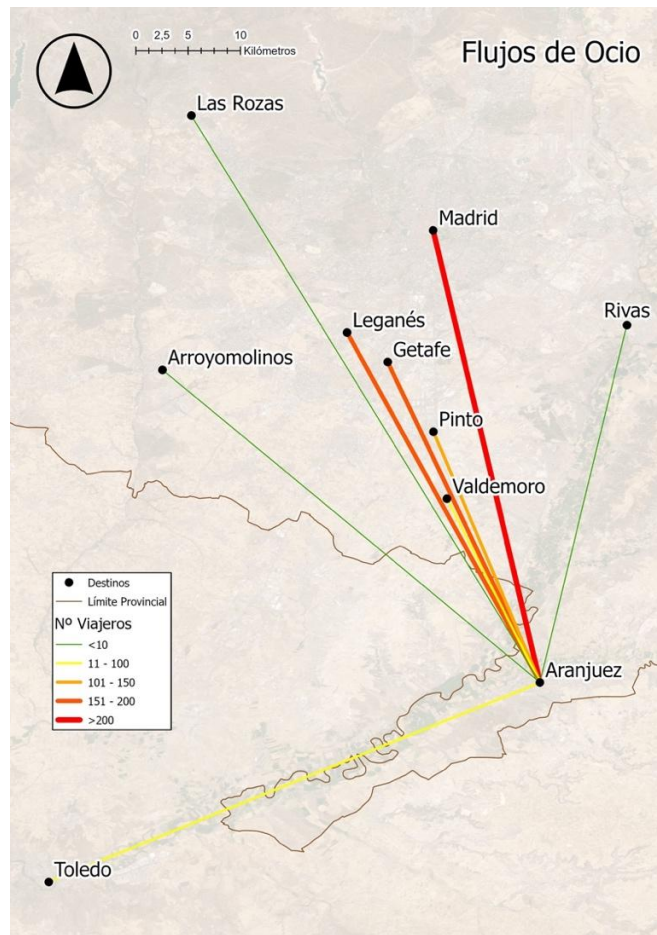 Flujos de Ocio
0 2,5 5 10
Kilómetros
Las Rozas
Madrid
Rivas
Leganés
Getafe
Arroyomolinos
Pinto
Valdemoro
Aranjuez
Toledo
Destinos
Límite Provincial
Nº Viajeros
<10
11 - 100
101 - 150
151 - 200
>200